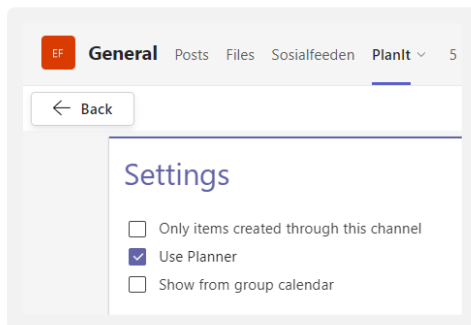 EF General Posts Files Sosialfeeden PlanIt 5
Back
Settings
Only items created through this channel
Use Planner
Show from group calendar